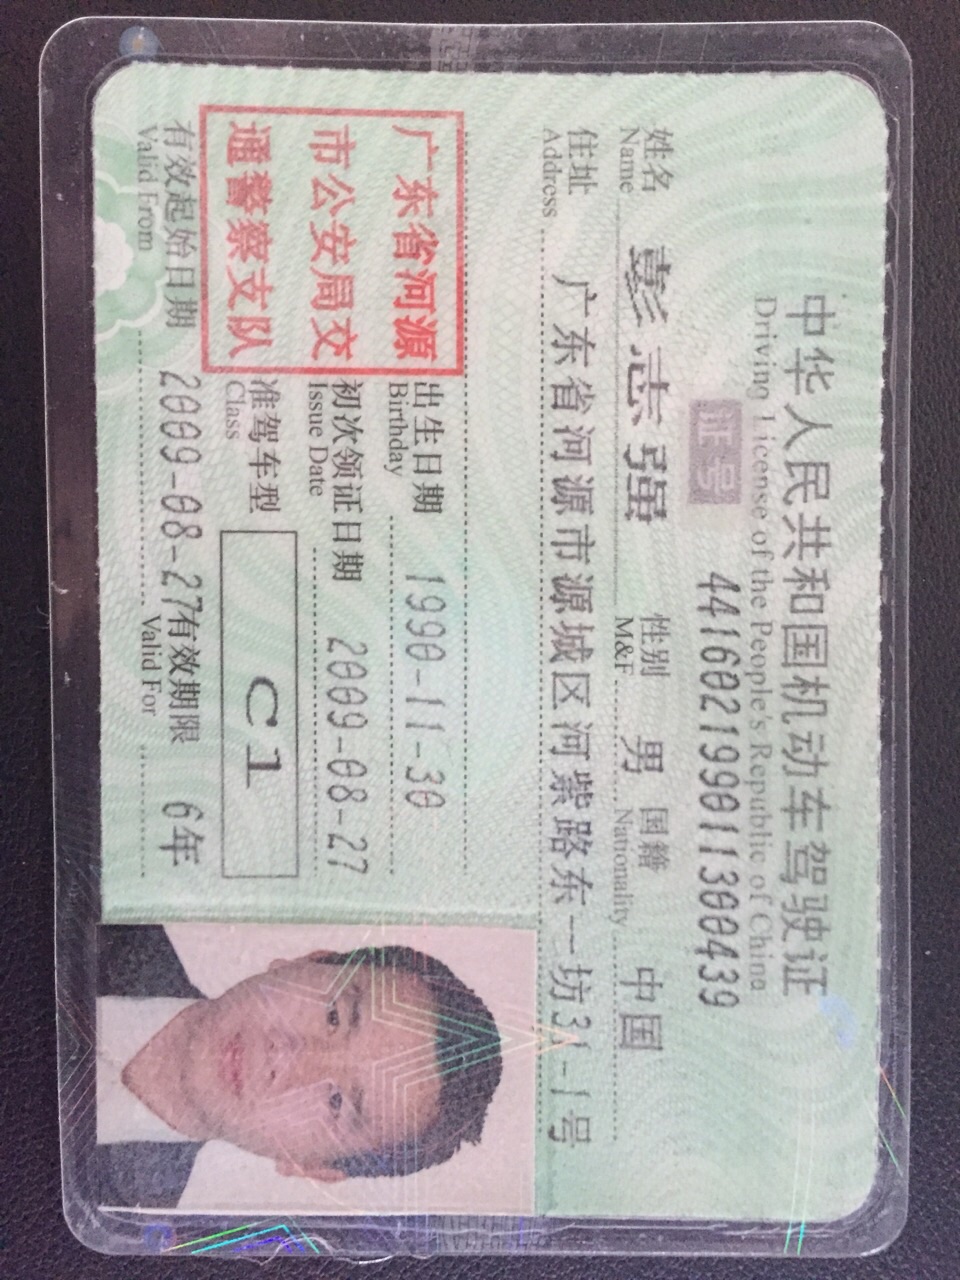 中华人民共和国机动车驾驶证
Driving License of the People's Republic of China
证号 441602199011300439
姓名 彭志强 性别 男 国籍 中国
Name M&F Nationality
住址 广东省河源市源城区河紫路东一坊31-1号
Address
广东省河源
市公安局交
通警察支队
出生日期 1990-11-30
Birthday
初次领证日期 2009-08-27
Issue Date
准驾车型 C1
Class
有效起始日期 2009-08-27 有效期限 6年
Valid From Valid For